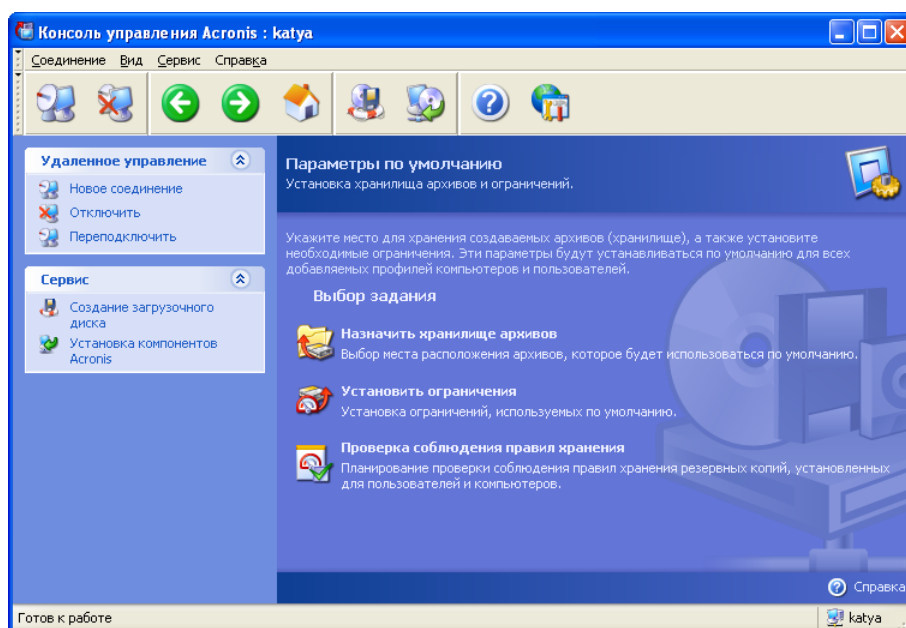 Консоль управления Acronis : katya
Соединение Вид Сервис Справка
Удаленное управление
Новое соединение
Отключить
Переподключить
Сервис
Создание загрузочного
диска
Установка компонентов
Acronis
Параметры по умолчанию
Установка хранилища архивов и ограничений.
Укажите место для хранения создаваемых архивов (хранилище), а также установите
необходимые ограничения. Эти параметры будут устанавливаться по умолчанию для всех
добавляемых профилей компьютеров и пользователей.
Выбор задания
Назначить хранилище архивов
Выбор места расположения архивов, которое будет использоваться по умолчанию.
Установить ограничения
Установка ограничений, используемых по умолчанию.
Проверка соблюдения правил хранения
Планирование проверки соблюдения правил хранения резервных копий, установленных
для пользователей и компьютеров.
Справка
Готов к работе
katya